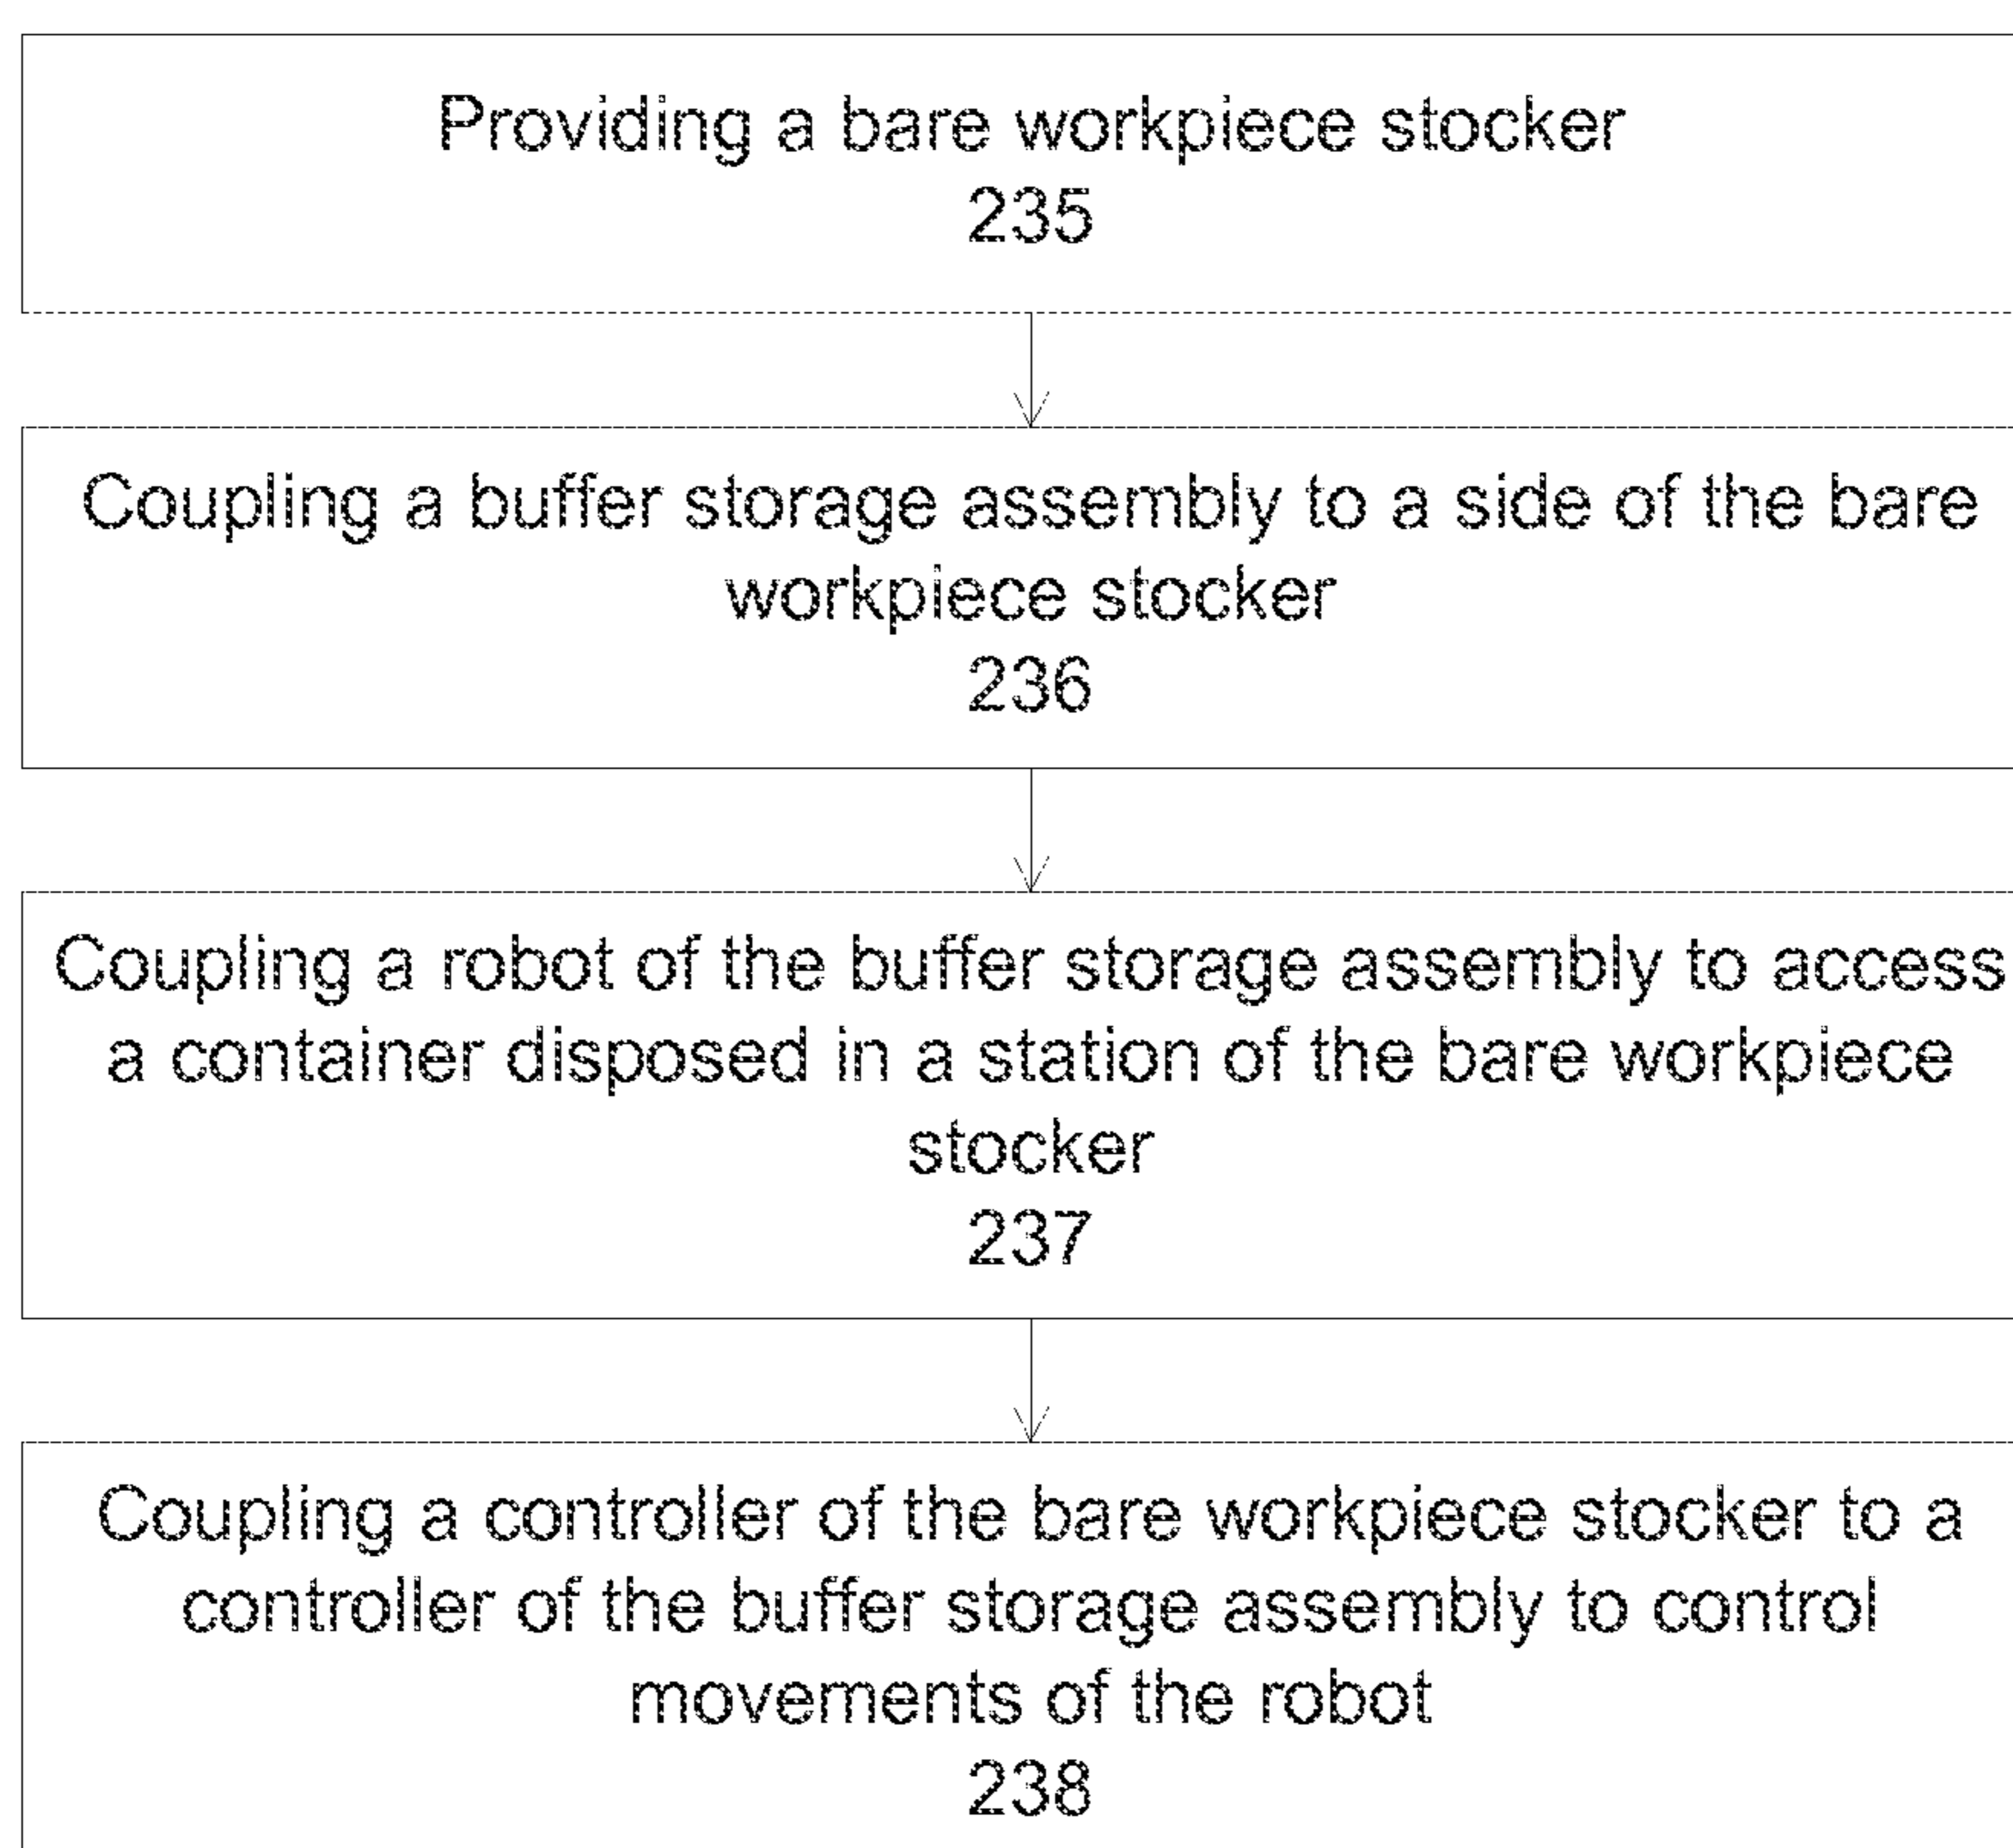 Providing a bare workpiece stocker
235
Coupling a buffer storage assembly to a side of the bare
workpiece stocker
236
Coupling a robot of the buffer storage assembly to access
a container disposed in a station of the bare workpiece
stocker
237
Coupling a controller of the bare workpiece stocker to a
controller of the buffer storage assembly to control
movements of the robot
238